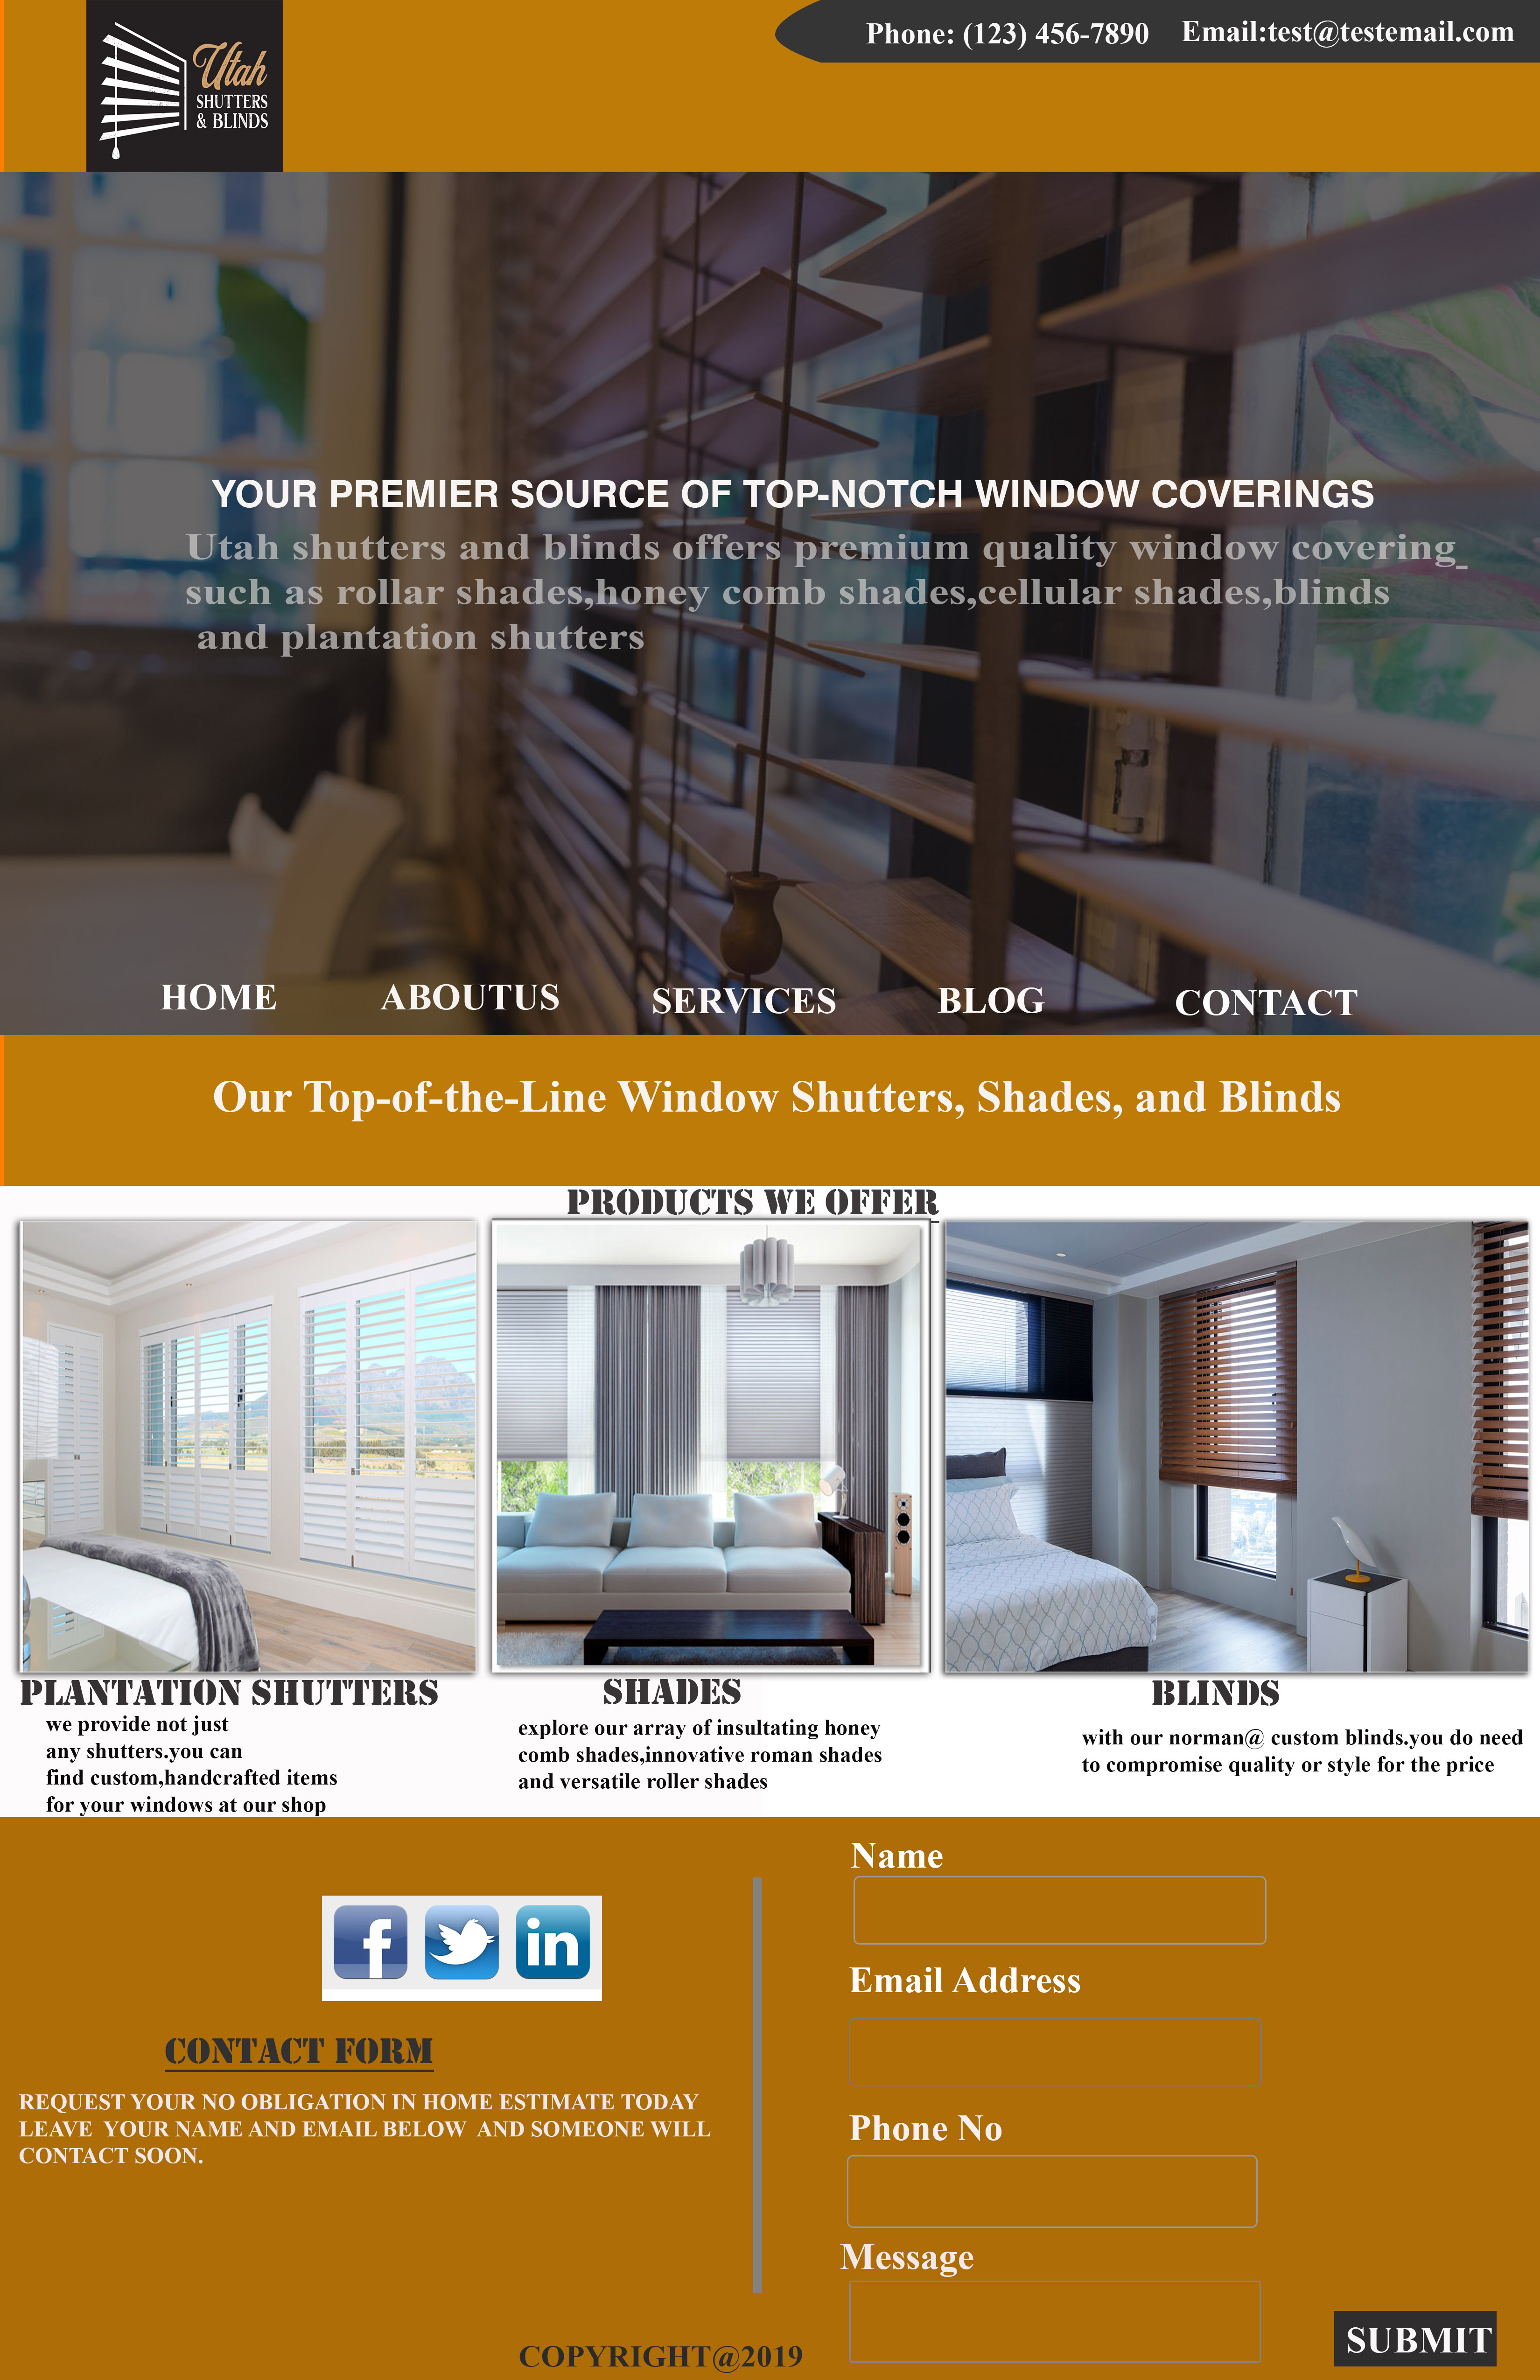 Utah
SHUTTERS
& BLINDS
Phone: (123) 456-7890
Email:test@testemail.com
YOUR PREMIER SOURCE OF TOP-NOTCH WINDOW COVERINGS
Utah shutters and blinds offers premium quality window covering_
such as rollar shades,honey comb shades,cellular shades,blinds
and plantation shutters
HOME
ABOUTUS
SERVICES
BLOG
CONTACT
Our Top-of-the-Line Window Shutters, Shades, and Blinds
PRODUCTS WE OFFER
PLANTATION SHUTTERS
we provide not just
any shutters.you can
find custom,handcrafted items
for your windows at our shop
SHADES
explore our array of insultating honey
comb shades,innovative roman shades
and versatile roller shades
BLINDS
with our norman@ custom blinds.you do need
to compromise quality or style for the price
f
in
CONTACT FORM
REQUEST YOUR NO OBLIGATION IN HOME ESTIMATE TODAY
LEAVE YOUR NAME AND EMAIL BELOW AND SOMEONE WILL
CONTACT SOON.
Name
Email Address
Phone No
Message
SUBMIT
COPYRIGHT@2019